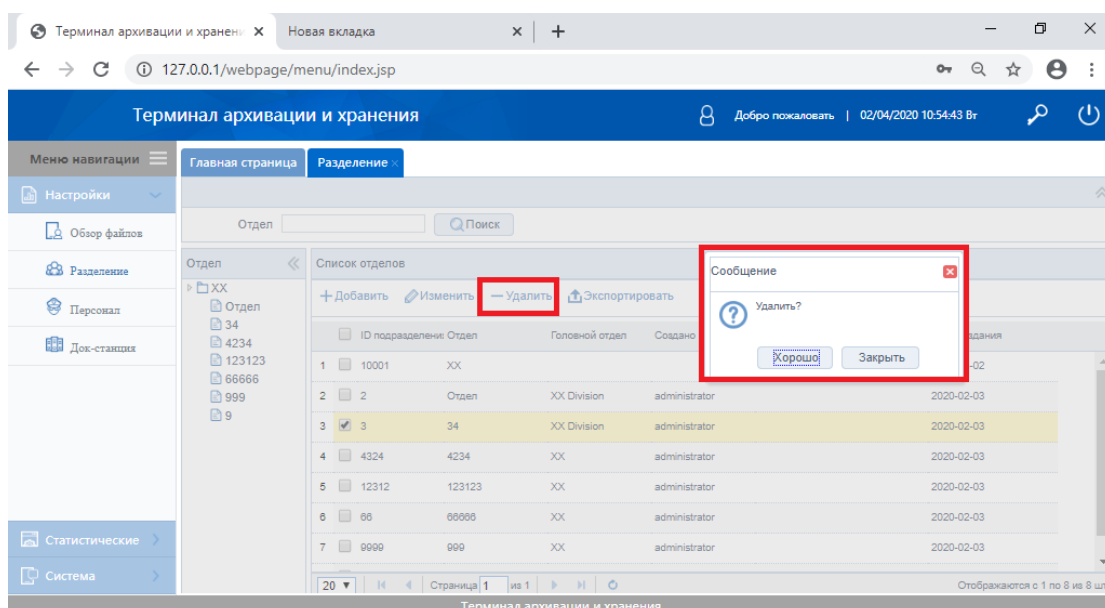 Терминал архивации и хранени
Новая вкладка
127.0.0.1/webpage/menu/index.jsp
Терминал архивации и хранения
Добро пожаловать | 02/04/2020 10:54:43 Вт
Меню навигации
Главная страница Разделение
Настройки
Обзор файлов
Разделение
Персонал
Док-станция
Статистические
Система
Отдел Поиск
Отдел
XX
Отдел
34
4234
123123
66666
999
9
Список отделов
Добавить Изменить Удалить Экспортировать
ID подразделени Отдел Головной отдел Создано здания
1 10001 XX -02
2 2 Отдел XX Division administrator 2020-02-03
3 3 34 XX Division administrator 2020-02-03
4 4324 4234 XX administrator 2020-02-03
5 12312 123123 XX administrator 2020-02-03
6 66 66666 XX administrator 2020-02-03
7 9999 999 XX administrator 2020-02-03
20 Страница 1 из 1 Отображаются с 1 по 8 из 8 шт
Сообщение
Удалить?
Хорошо Закрыть
Терминал архивации и хранения